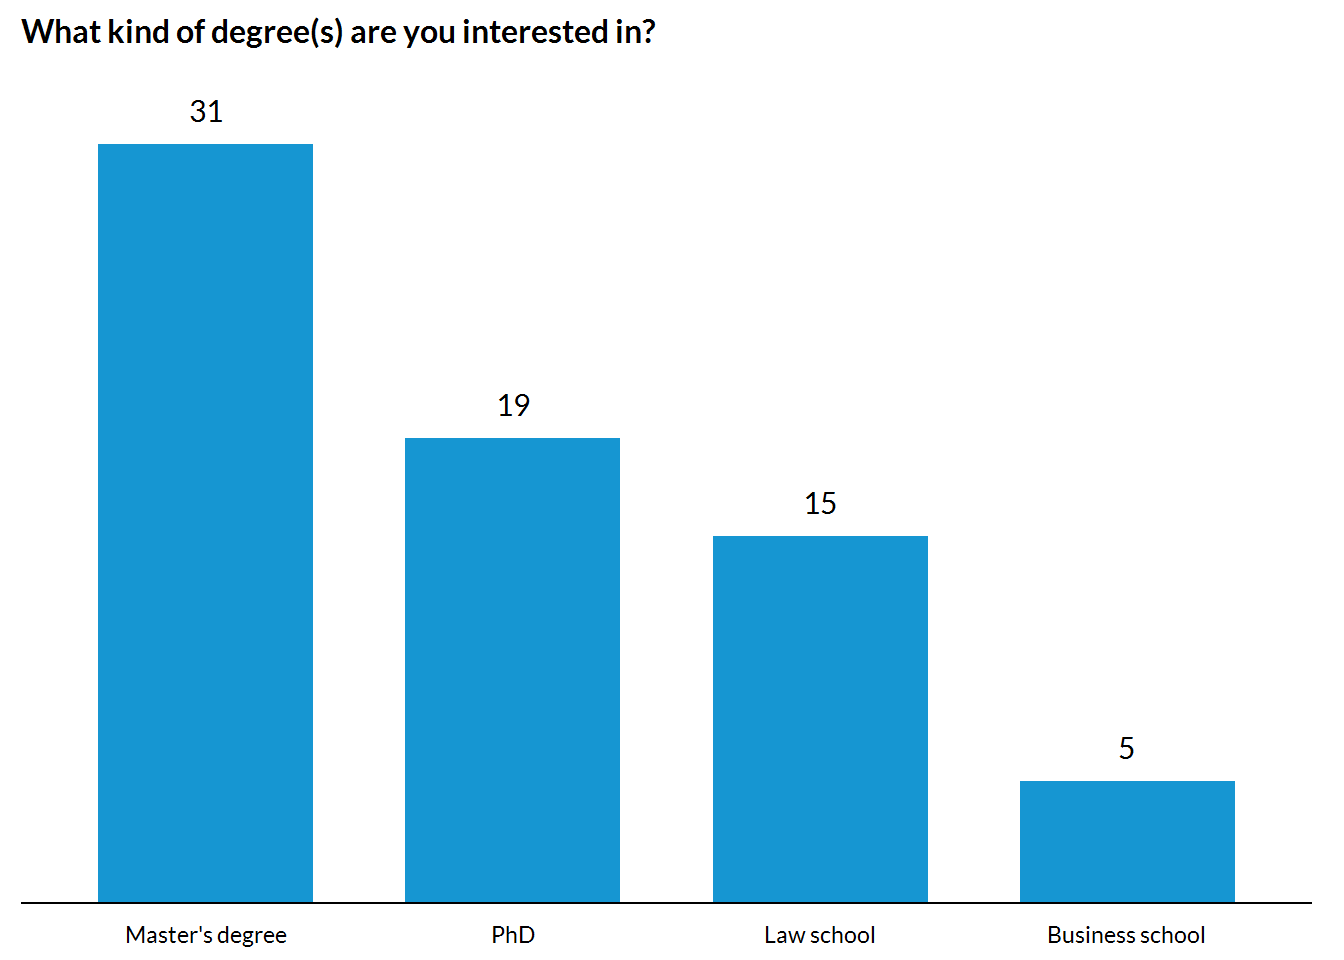 What kind of degree(s) are you interested in?
31
19
15
5
Master's degree
PhD
Law school
Business school